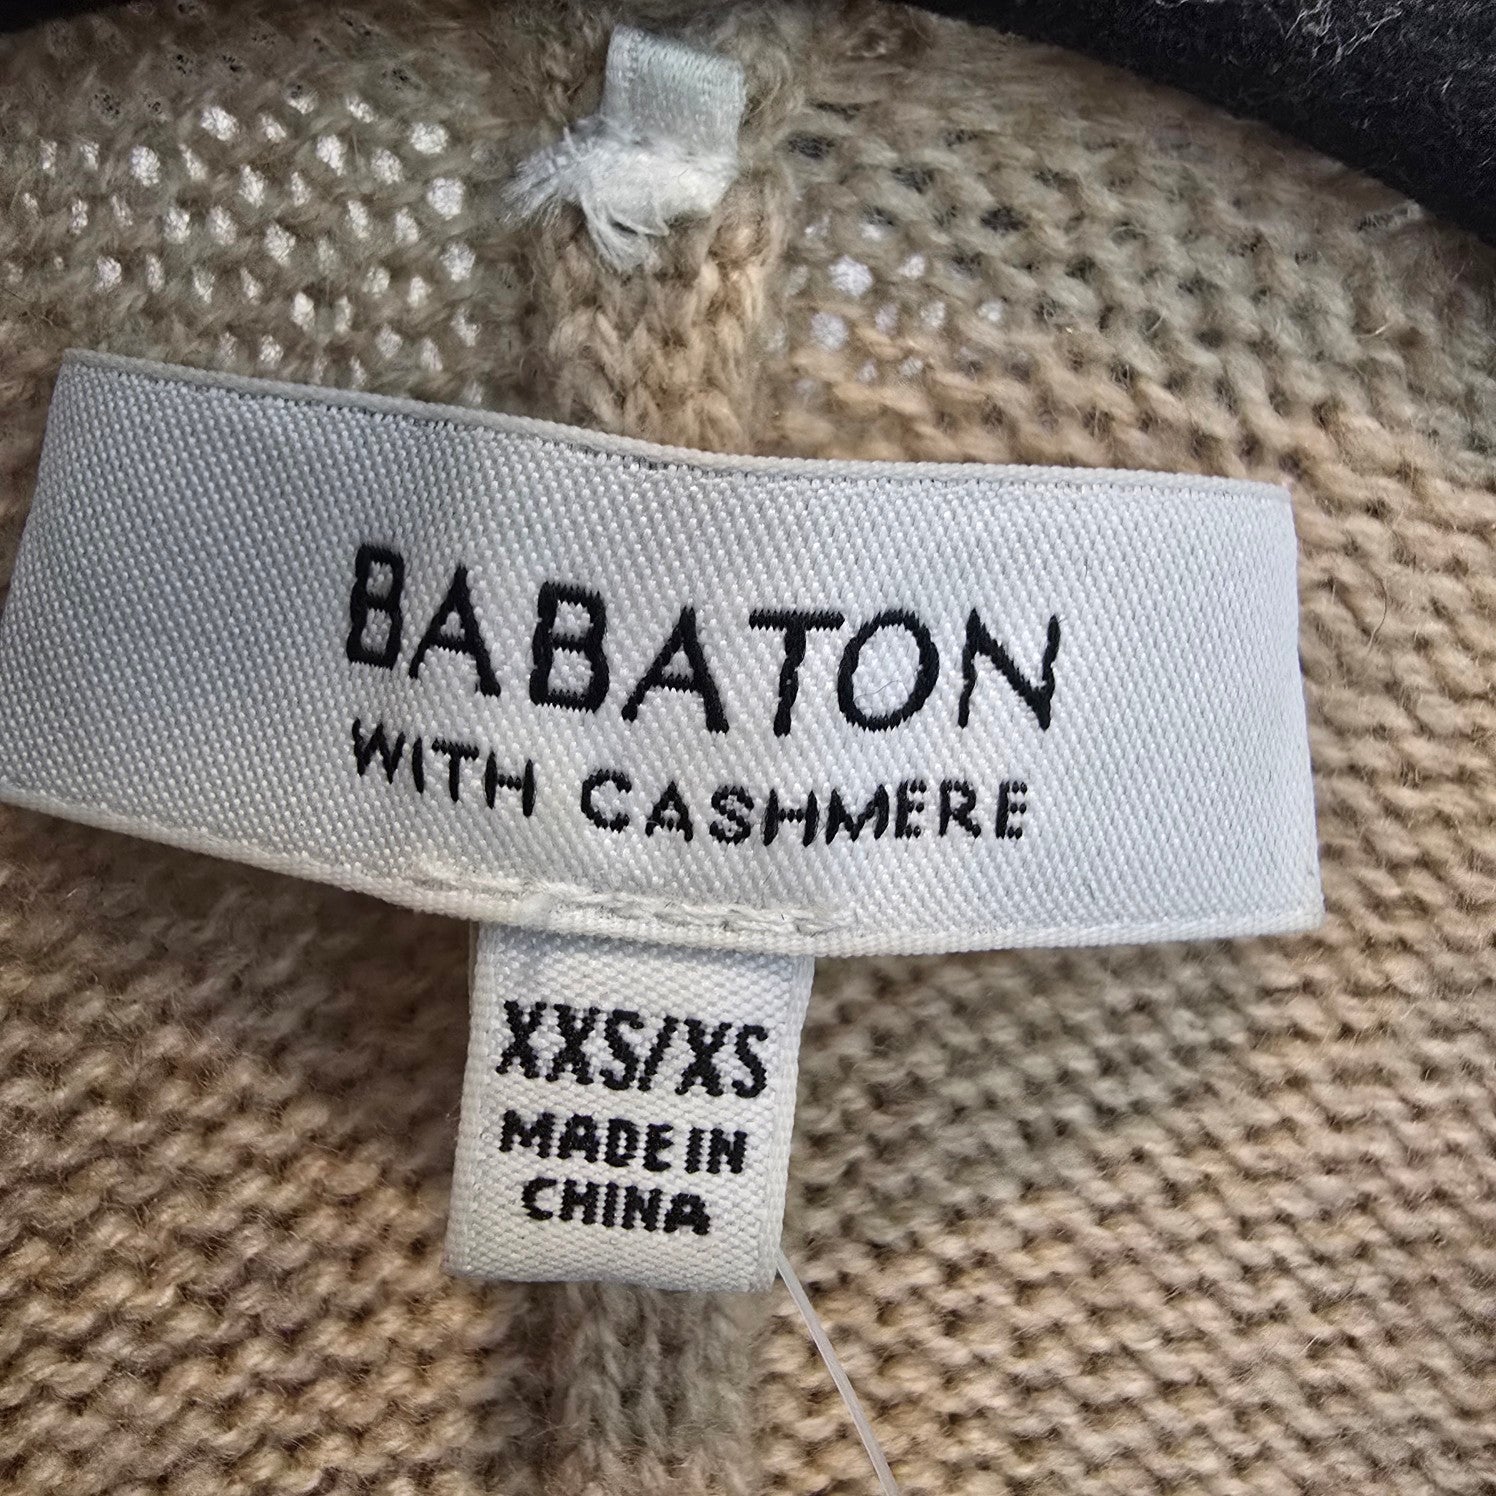 BABATON
WITH CASHMERE
XXS/XS
MADE IN
CHINA